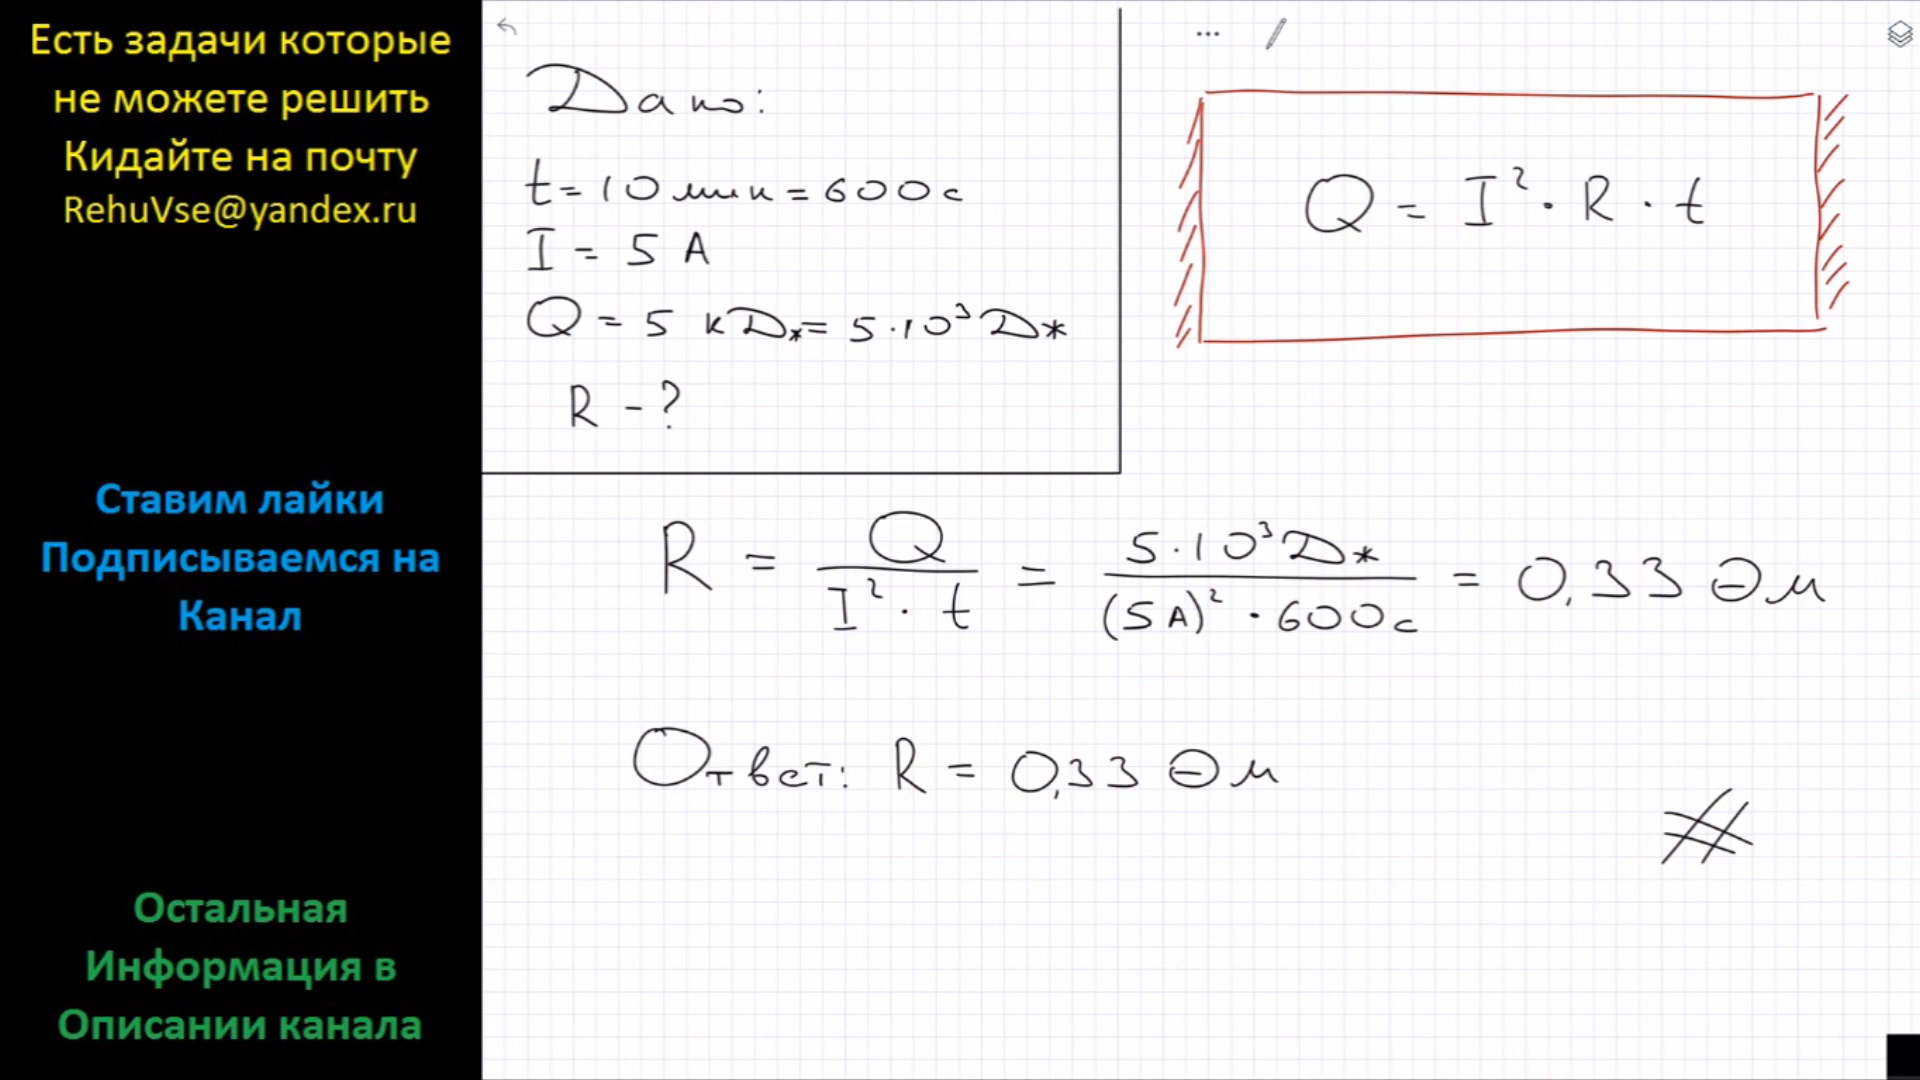 Есть задачи которые
не можете решить
Кидайте на почту
RehuVse@yandex.ru
Ставим лайки
Подписываемся на
Канал
Остальная
Информация в
Описании канала
Дано:
t = 10 мин = 600 с
I = 5 А
Q = 5 кДж = 5·10³ Дж
R - ?
Q = I² · R · t
R = Q / (I² · t) = 5·10³ Дж / ((5 А)² · 600 с) = 0,33 Ом
Ответ: R = 0,33 Ом